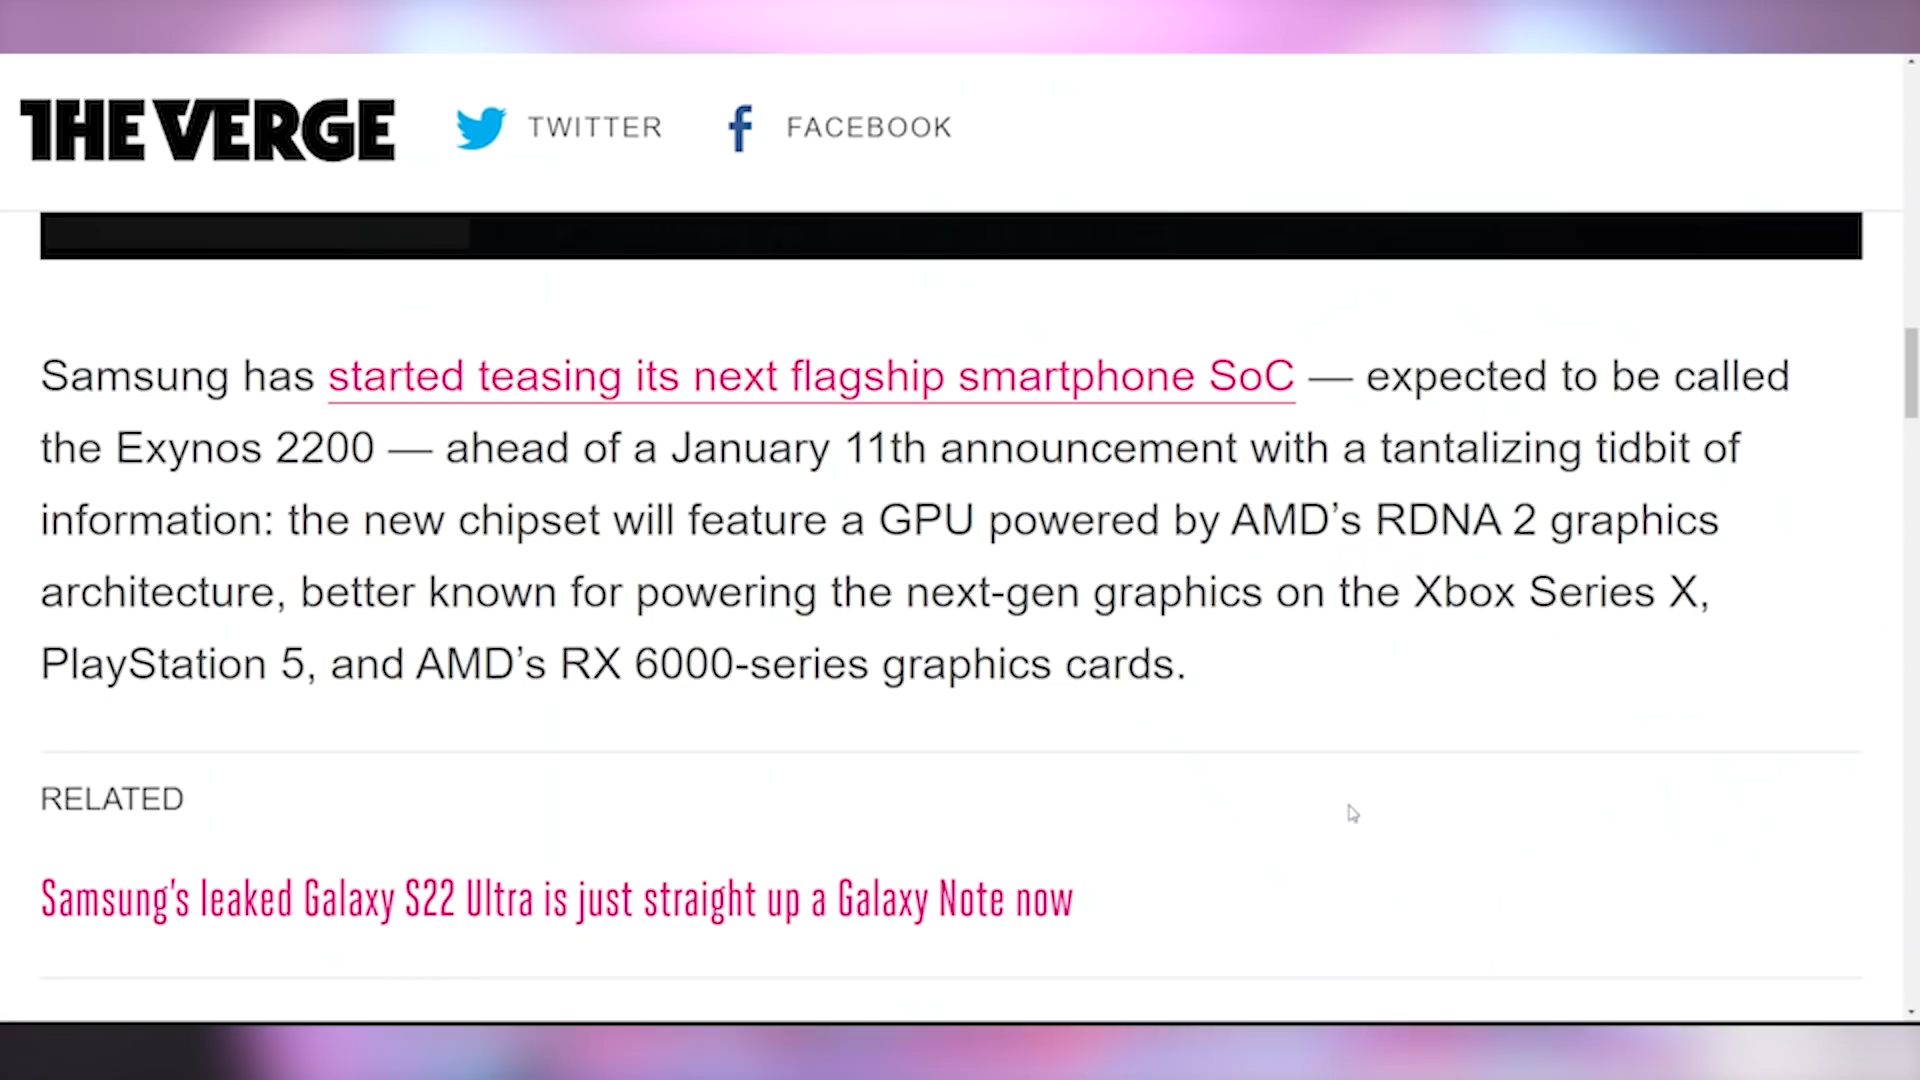 THE VERGE TWITTER FACEBOOK
Samsung has started teasing its next flagship smartphone SoC — expected to be called
the Exynos 2200 — ahead of a January 11th announcement with a tantalizing tidbit of
information: the new chipset will feature a GPU powered by AMD’s RDNA 2 graphics
architecture, better known for powering the next-gen graphics on the Xbox Series X,
PlayStation 5, and AMD’s RX 6000-series graphics cards.
RELATED
Samsung’s leaked Galaxy S22 Ultra is just straight up a Galaxy Note now